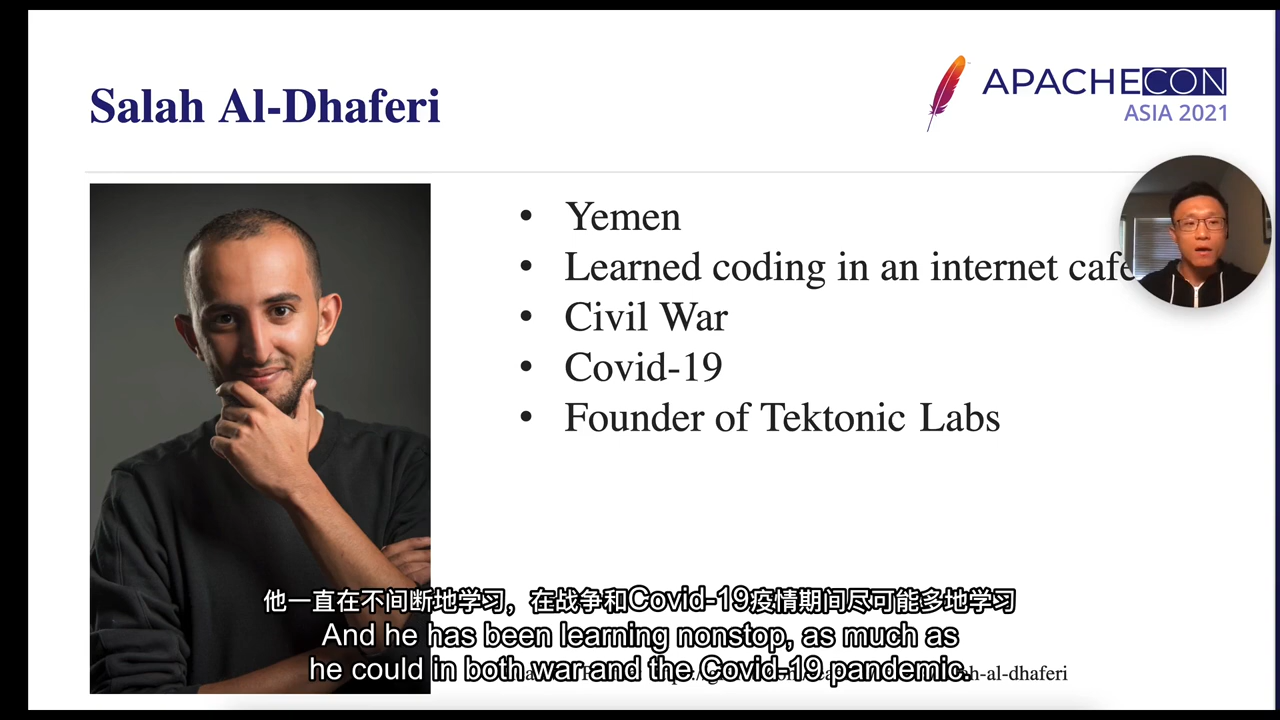 APACHECON
ASIA 2021
Salah Al-Dhaferi
• Yemen
• Learned coding in an internet cafe
• Civil War
• Covid-19
• Founder of Tektonic Labs
他一直在不间断地学习，在战争和Covid-19疫情期间尽可能多地学习
And he has been learning nonstop, as much as
he could in both war and the Covid-19 pandemic.
-al-dhaferi